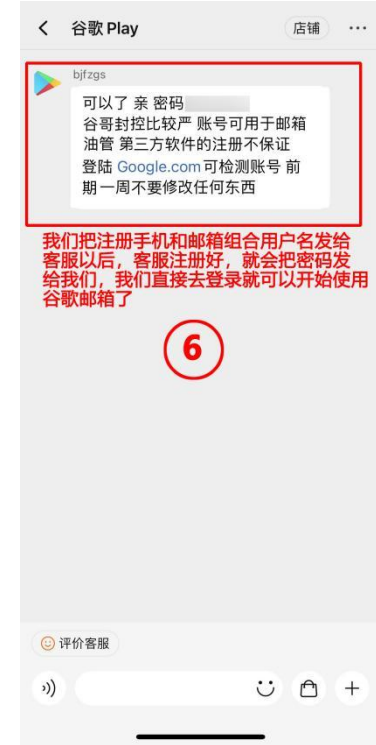 谷歌 Play
店铺
bjfzgs
可以了 亲 密码
谷哥封控比较严 账号可用于邮箱
油管 第三方软件的注册不保证
登陆 Google.com 可检测账号 前
期一周不要修改任何东西
我们把注册手机和邮箱组合用户名发给
客服以后，客服注册好，就会把密码发
给我们，我们直接去登录就可以开始使用
谷歌邮箱了
6
评价客服